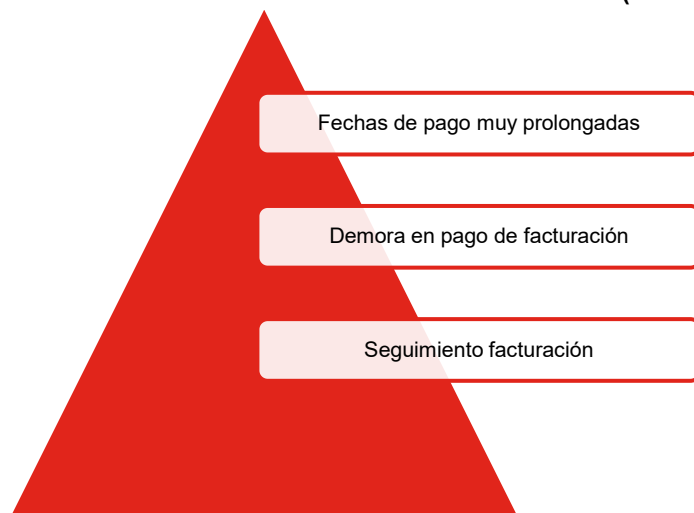 Fechas de pago muy prolongadas
Demora en pago de facturación
Seguimiento facturación